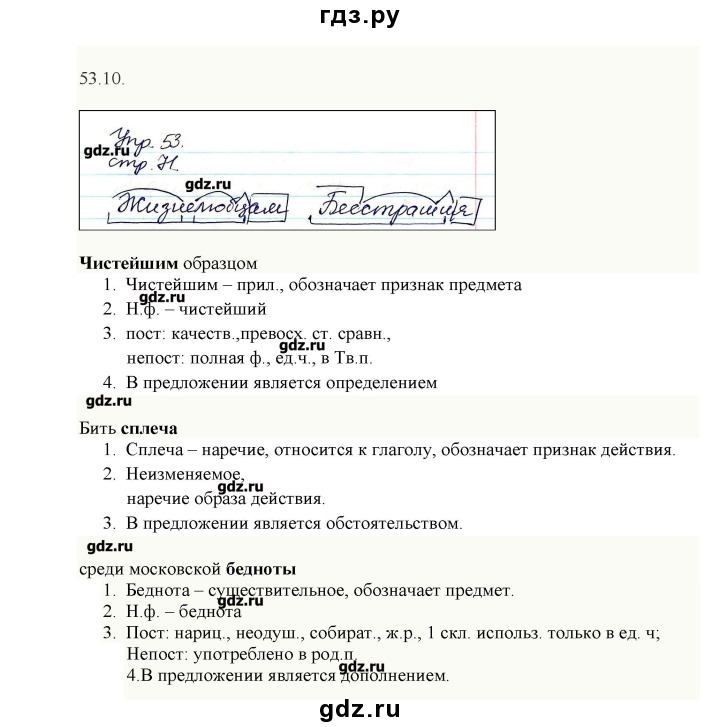 гдз.ру
53.10.
Упр. 53.
gdz.ru
стр. 11.
gdz.ru
Жизнелюбцам Бесстрашия
Чистейшим образцом
1. Чистейшим – прил., обозначает признак предмета
gdz.ru
2. Н.ф. – чистейший
3. пост: качеств.,превосх. ст. сравн.,
gdz.ru
непост: полная ф., ед.ч., в Тв.п.
4. В предложении является определением
gdz.ru
Бить сплеча
1. Сплеча – наречие, относится к глаголу, обозначает признак действия.
2. Неизменяемое,
gdz.ru
наречие образа действия.
3. В предложении является обстоятельством.
gdz.ru
среди московской бедноты
1. Беднота – существительное, обозначает предмет.
gdz.ru
2. Н.ф. – беднота
3. Пост: нариц., неодуш., собират., ж.р., 1 скл. использ. только в ед. ч;
Непост: употреблено в род.п.
gdz.ru
4.В предложении является дополнением.
gdz.ru